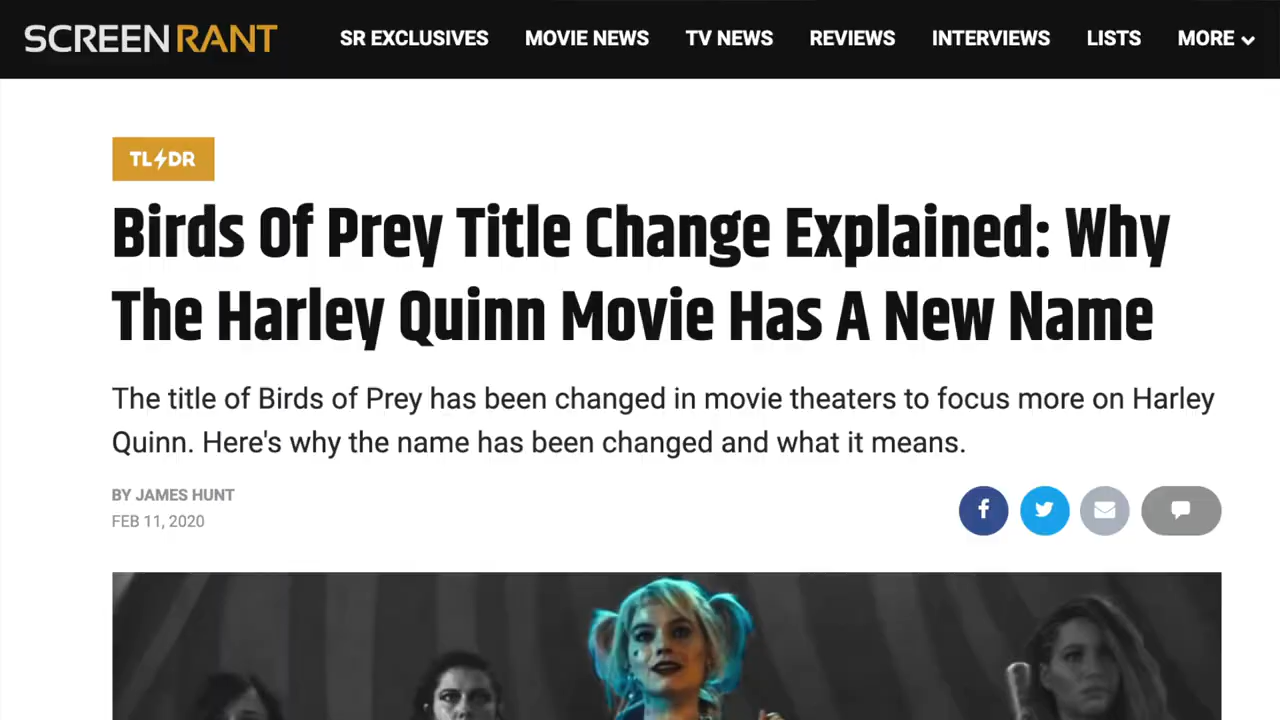 SCREENRANT SR EXCLUSIVES MOVIE NEWS TV NEWS REVIEWS INTERVIEWS LISTS MORE
TL DR
Birds Of Prey Title Change Explained: Why
The Harley Quinn Movie Has A New Name
The title of Birds of Prey has been changed in movie theaters to focus more on Harley
Quinn. Here's why the name has been changed and what it means.
BY JAMES HUNT
FEB 11, 2020